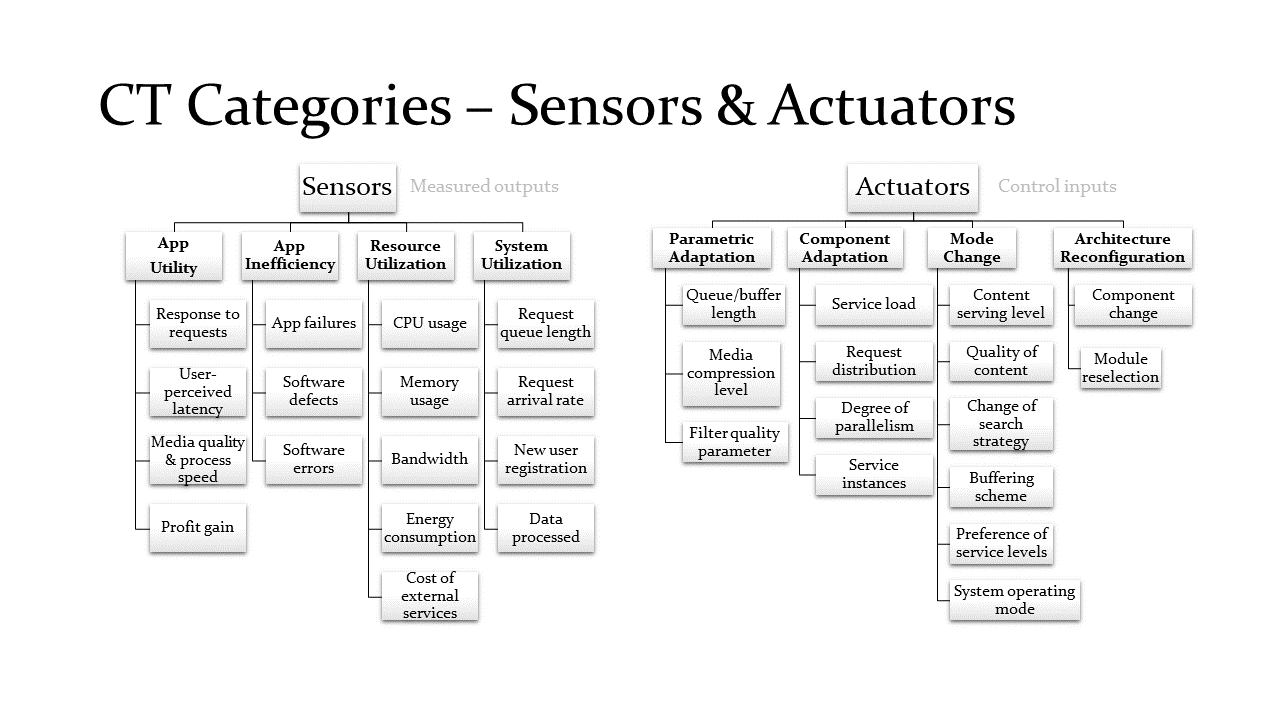 CT Categories – Sensors & Actuators
Sensors
Measured outputs
App
Utility
Response to
requests
User-
perceived
latency
Media quality
& process
speed
Profit gain
App
Inefficiency
App failures
Software
defects
Software
errors
Resource
Utilization
CPU usage
Memory
usage
Bandwidth
Energy
consumption
Cost of
external
services
System
Utilization
Request
queue length
Request
arrival rate
New user
registration
Data
processed
Actuators
Control inputs
Parametric
Adaptation
Queue/buffer
length
Media
compression
level
Filter quality
parameter
Component
Adaptation
Service load
Request
distribution
Degree of
parallelism
Service
instances
Mode
Change
Content
serving level
Quality of
content
Change of
search
strategy
Buffering
scheme
Preference of
service levels
System operating
mode
Architecture
Reconfiguration
Component
change
Module
reselection